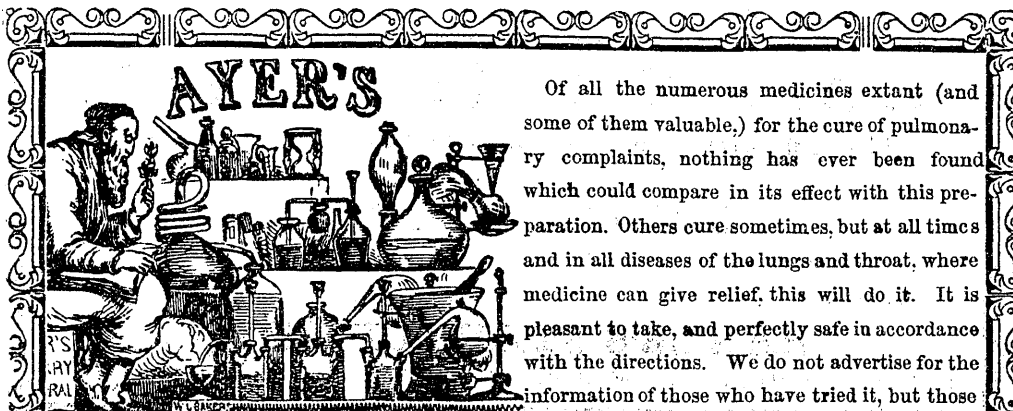 AYER'S
Of all the numerous medicines extant (and
some of them valuable,) for the cure of pulmona-
ry complaints, nothing has ever been found
which could compare in its effect with this pre-
paration. Others cure sometimes, but at all times
and in all diseases of the lungs and throat, where
medicine can give relief, this will do it. It is
pleasant to take, and perfectly safe in accordance
with the directions. We do not advertise for the
information of those who have tried it, but those
R'S
RY
RAL
W. L. BAKER